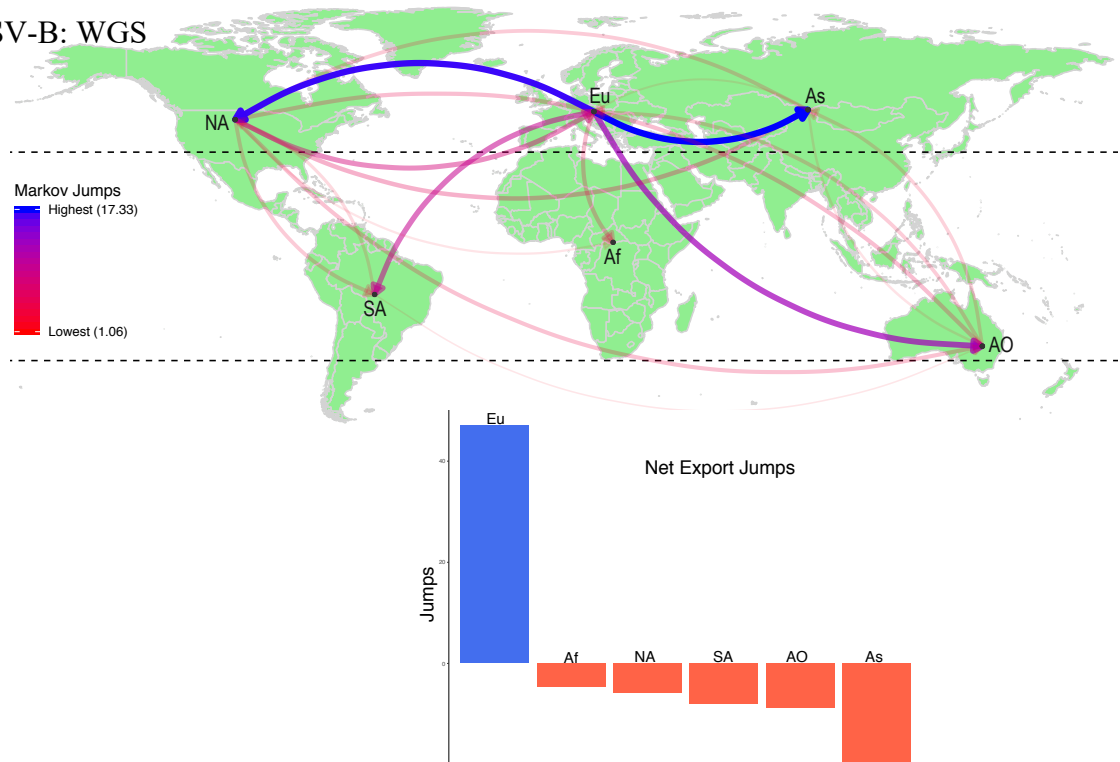 SV-B: WGS
Eu
As
NA
Markov Jumps
Highest (17.33)
Lowest (1.06)
Af
SA
AO
Eu
Net Export Jumps
40
20
0
Jumps
Af
NA
SA
AO
As